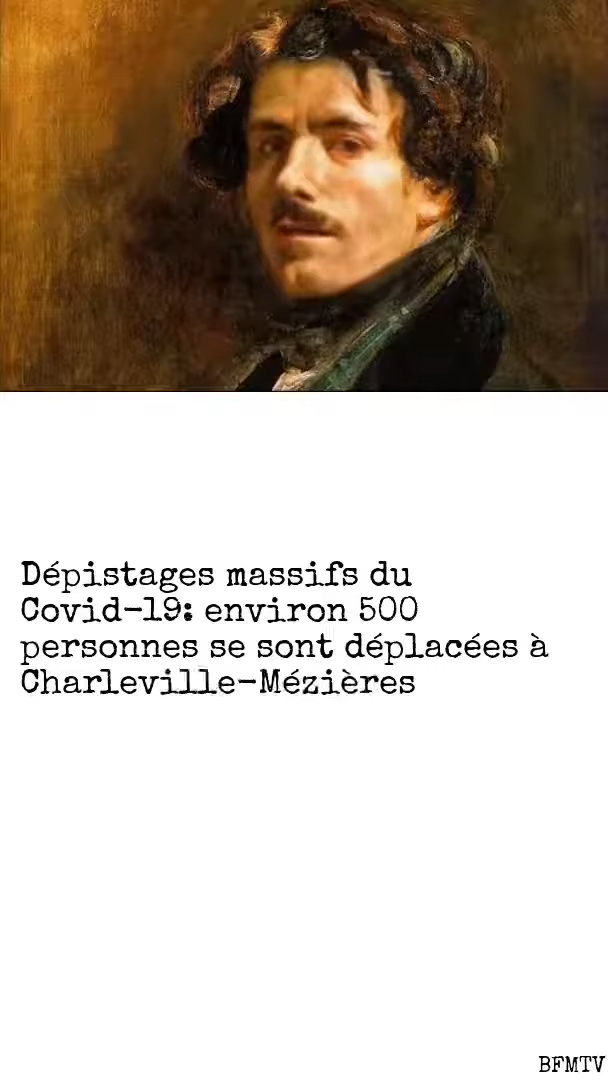 Dépistages massifs du
Covid-19: environ 500
personnes se sont déplacées à
Charleville-Mézières
BFMTV